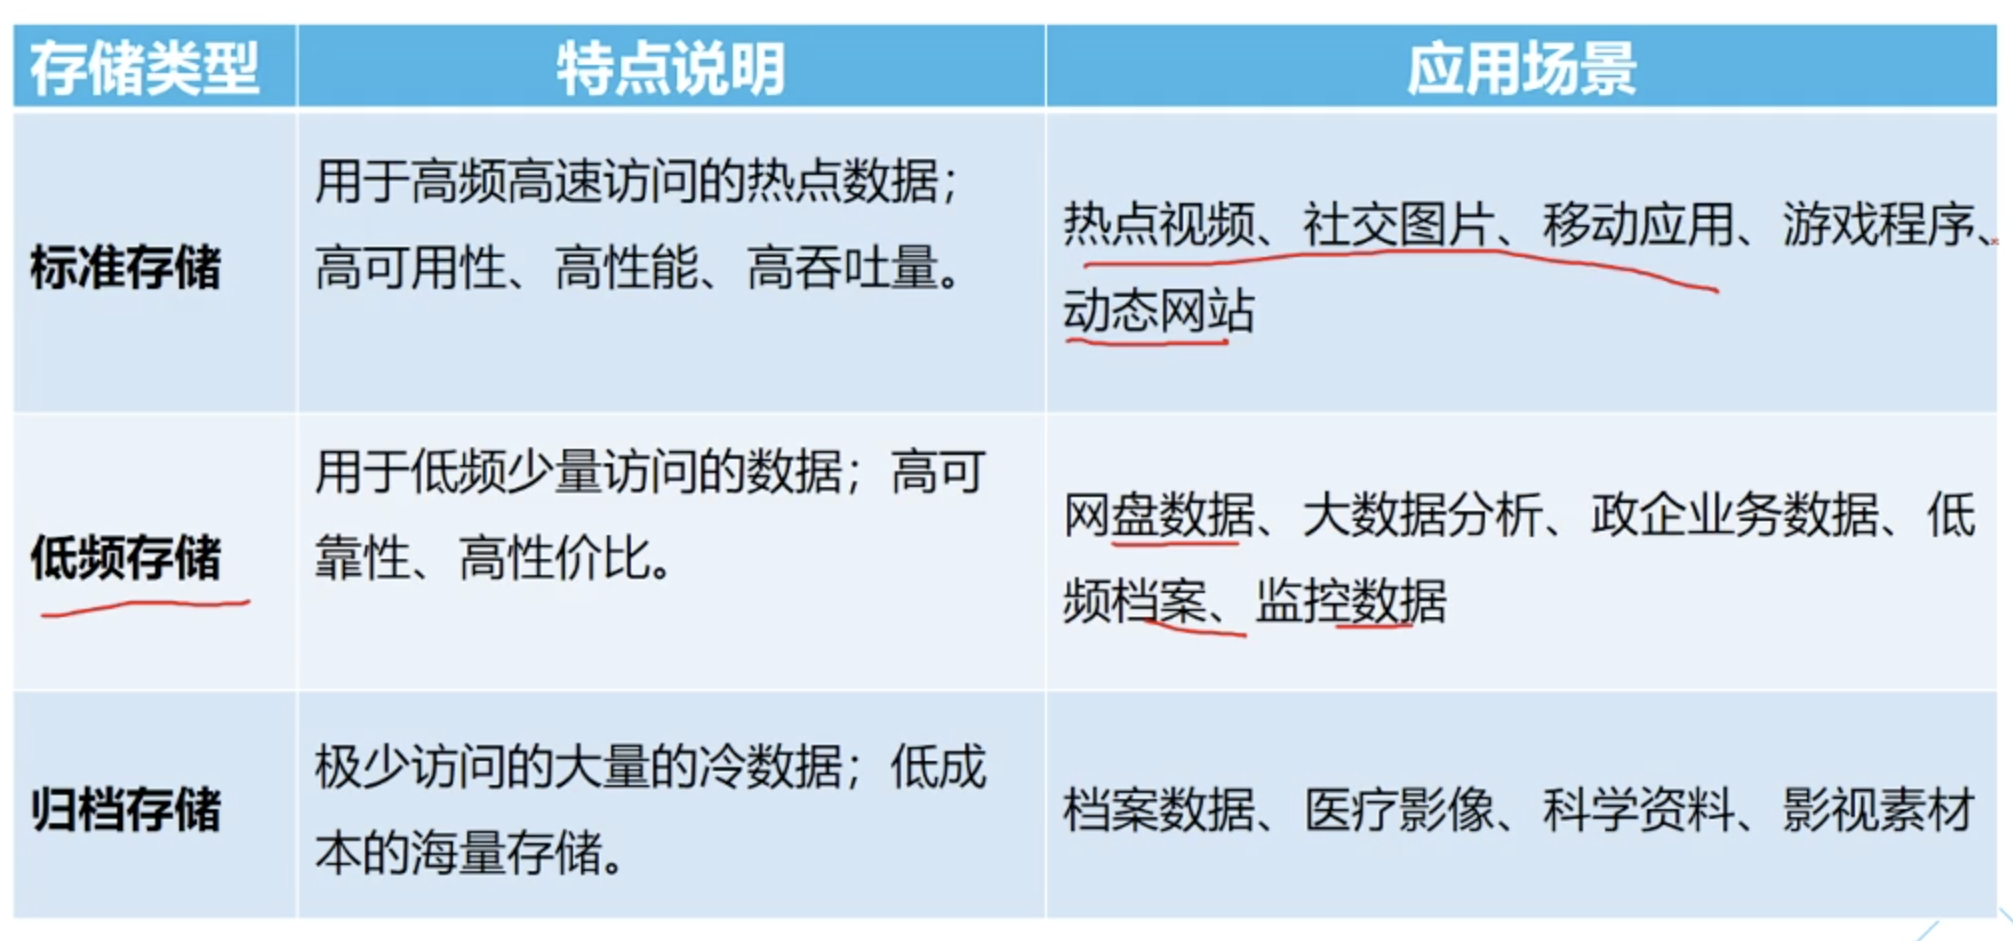 存储类型
特点说明
应用场景
标准存储
用于高频高速访问的热点数据；
高可用性、高性能、高吞吐量。
热点视频、社交图片、移动应用、游戏程序、
动态网站
低频存储
用于低频少量访问的数据；高可
靠性、高性价比。
网盘数据、大数据分析、政企业务数据、低
频档案、监控数据
归档存储
极少访问的大量的冷数据；低成
本的海量存储。
档案数据、医疗影像、科学资料、影视素材